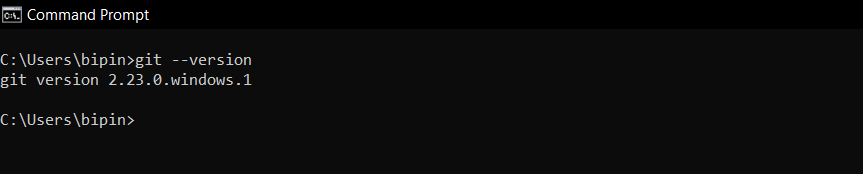 Command Prompt
C:\Users\bipin>git --version
git version 2.23.0.windows.1
C:\Users\bipin>